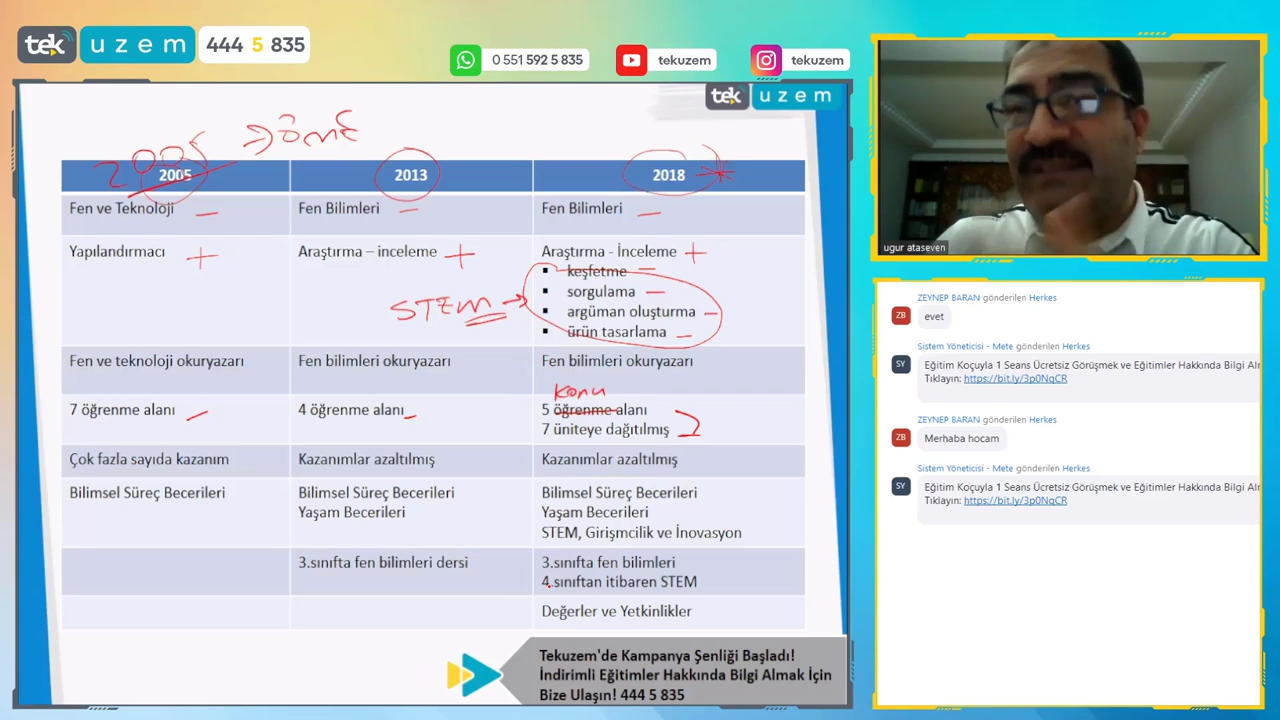 tek uzem 444 5 835
0 551 592 5 835 tekuzem tekuzem
tek uzem
2005 ⇒ ÖMÉ
2005 2013 2018
Fen ve Teknoloji – Fen Bilimleri – Fen Bilimleri –
Yapılandırmacı + Araştırma – inceleme + Araştırma - İnceleme +
▪ keşfetme –
▪ sorgulama –
STEM → ▪ argüman oluşturma –
▪ ürün tasarlama –
Fen ve teknoloji okuryazarı Fen bilimleri okuryazarı Fen bilimleri okuryazarı
konu
7 öğrenme alanı 4 öğrenme alanı 5 öğrenme alanı
7 üniteye dağıtılmış
Çok fazla sayıda kazanım Kazanımlar azaltılmış Kazanımlar azaltılmış
Bilimsel Süreç Becerileri Bilimsel Süreç Becerileri Bilimsel Süreç Becerileri
Yaşam Becerileri Yaşam Becerileri
STEM, Girişimcilik ve İnovasyon
3.sınıfta fen bilimleri dersi 3.sınıfta fen bilimleri
4.sınıftan itibaren STEM
Değerler ve Yetkinlikler
Tekuzem'de Kampanya Şenliği Başladı!
İndirimli Eğitimler Hakkında Bilgi Almak İçin
Bize Ulaşın! 444 5 835
ugur ataseven
ZEYNEP BARAN gönderilen Herkes
ZB evet
Sistem Yöneticisi - Mete gönderilen Herkes
SY Eğitim Koçuyla 1 Seans Ücretsiz Görüşmek ve Eğitimler Hakkında Bilgi Al
Tıklayın: https://bit.ly/3p0NqCR
ZEYNEP BARAN gönderilen Herkes
ZB Merhaba hocam
Sistem Yöneticisi - Mete gönderilen Herkes
SY Eğitim Koçuyla 1 Seans Ücretsiz Görüşmek ve Eğitimler Hakkında Bilgi Al
Tıklayın: https://bit.ly/3p0NqCR